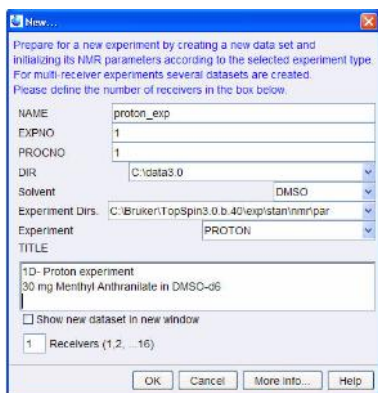 New...
Prepare for a new experiment by creating a new data set and
initializing its NMR parameters according to the selected experiment type.
For multi-receiver experiments several datasets are created.
Please define the number of receivers in the box below.
NAME proton_exp
EXPNO 1
PROCNO 1
DIR C:\data3.0
Solvent DMSO
Experiment Dirs. C:\Bruker\TopSpin3.0.b.40\exp\stan\nmr\par
Experiment PROTON
TITLE
1D- Proton experiment
30 mg Menthyl Anthranilate in DMSO-d6
Show new dataset in new window
1 Receivers (1,2, ...16)
OK Cancel More Info... Help